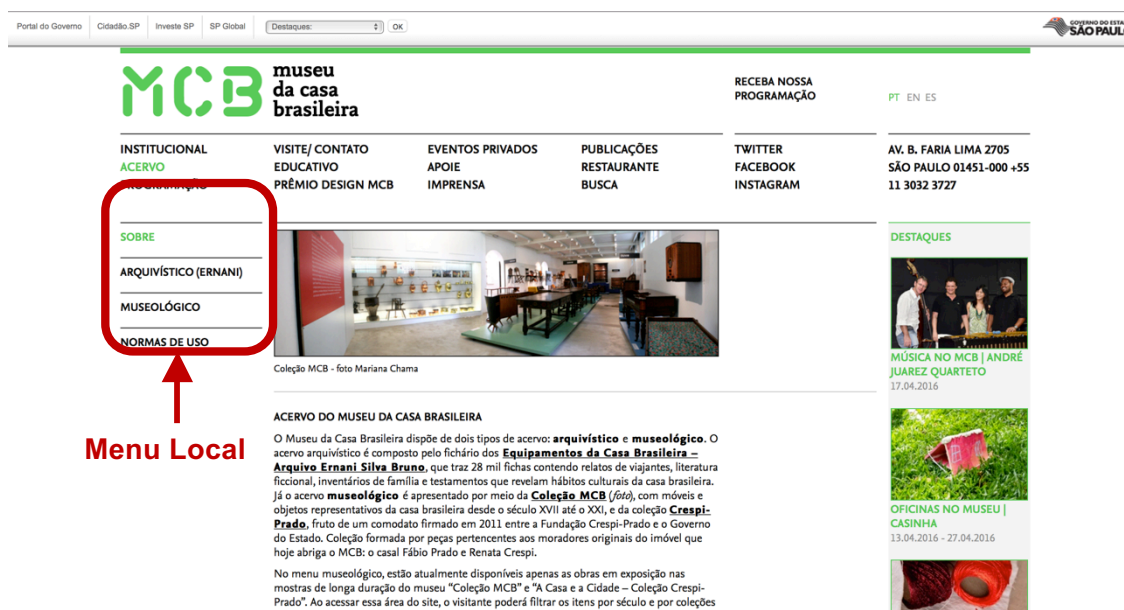 Portal do Governo Cidadão.SP Investe SP SP Global Destaques: OK
GOVERNO DO ESTA
SÃO PAUL
MCB
museu
da casa
brasileira
RECEBA NOSSA
PROGRAMAÇÃO
PT EN ES
INSTITUCIONAL
ACERVO
PROGRAMAÇÃO
VISITE/ CONTATO
EDUCATIVO
PRÊMIO DESIGN MCB
EVENTOS PRIVADOS
APOIE
IMPRENSA
PUBLICAÇÕES
RESTAURANTE
BUSCA
TWITTER
FACEBOOK
INSTAGRAM
AV. B. FARIA LIMA 2705
SÃO PAULO 01451-000 +55
11 3032 3727
SOBRE
ARQUIVÍSTICO (ERNANI)
MUSEOLÓGICO
NORMAS DE USO
Menu Local
Coleção MCB - foto Mariana Chama
ACERVO DO MUSEU DA CASA BRASILEIRA
O Museu da Casa Brasileira dispõe de dois tipos de acervo: arquivístico e museológico. O
acervo arquivístico é composto pelo fichário dos Equipamentos da Casa Brasileira –
Arquivo Ernani Silva Bruno, que traz 28 mil fichas contendo relatos de viajantes, literatura
ficcional, inventários de família e testamentos que revelam hábitos culturais da casa brasileira.
Já o acervo museológico é apresentado por meio da Coleção MCB (foto), com móveis e
objetos representativos da casa brasileira desde o século XVII até o XXI, e da coleção Crespi-
Prado, fruto de um comodato firmado em 2011 entre a Fundação Crespi-Prado e o Governo
do Estado. Coleção formada por peças pertencentes aos moradores originais do imóvel que
hoje abriga o MCB: o casal Fábio Prado e Renata Crespi.
No menu museológico, estão atualmente disponíveis apenas as obras em exposição nas
mostras de longa duração do museu “Coleção MCB” e “A Casa e a Cidade – Coleção Crespi-
Prado”. Ao acessar essa área do site, o visitante poderá filtrar os itens por século e por coleções
DESTAQUES
MÚSICA NO MCB | ANDRÉ
JUAREZ QUARTETO
17.04.2016
OFICINAS NO MUSEU |
CASINHA
13.04.2016 - 27.04.2016